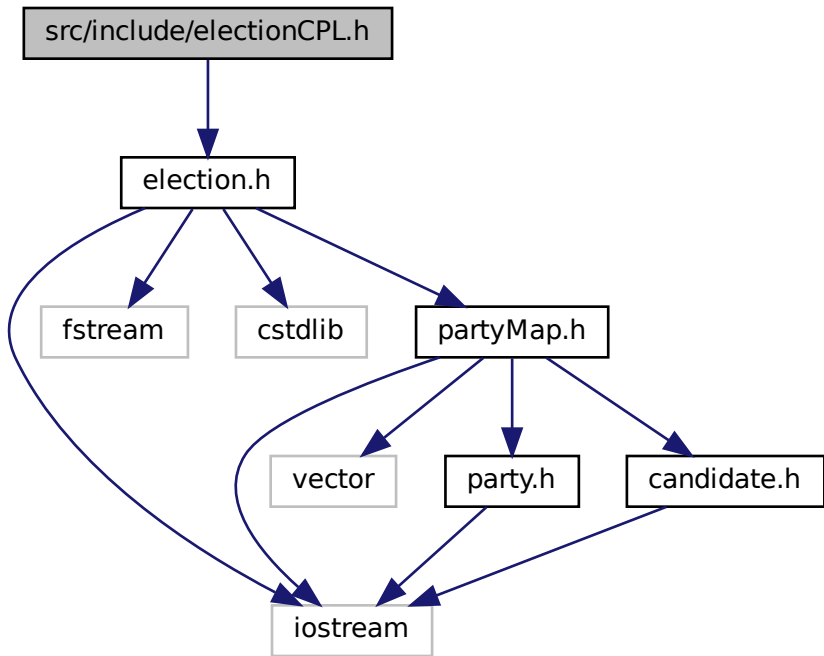 src/include/electionCPL.h
election.h
fstream
cstdlib
partyMap.h
vector
party.h
candidate.h
iostream